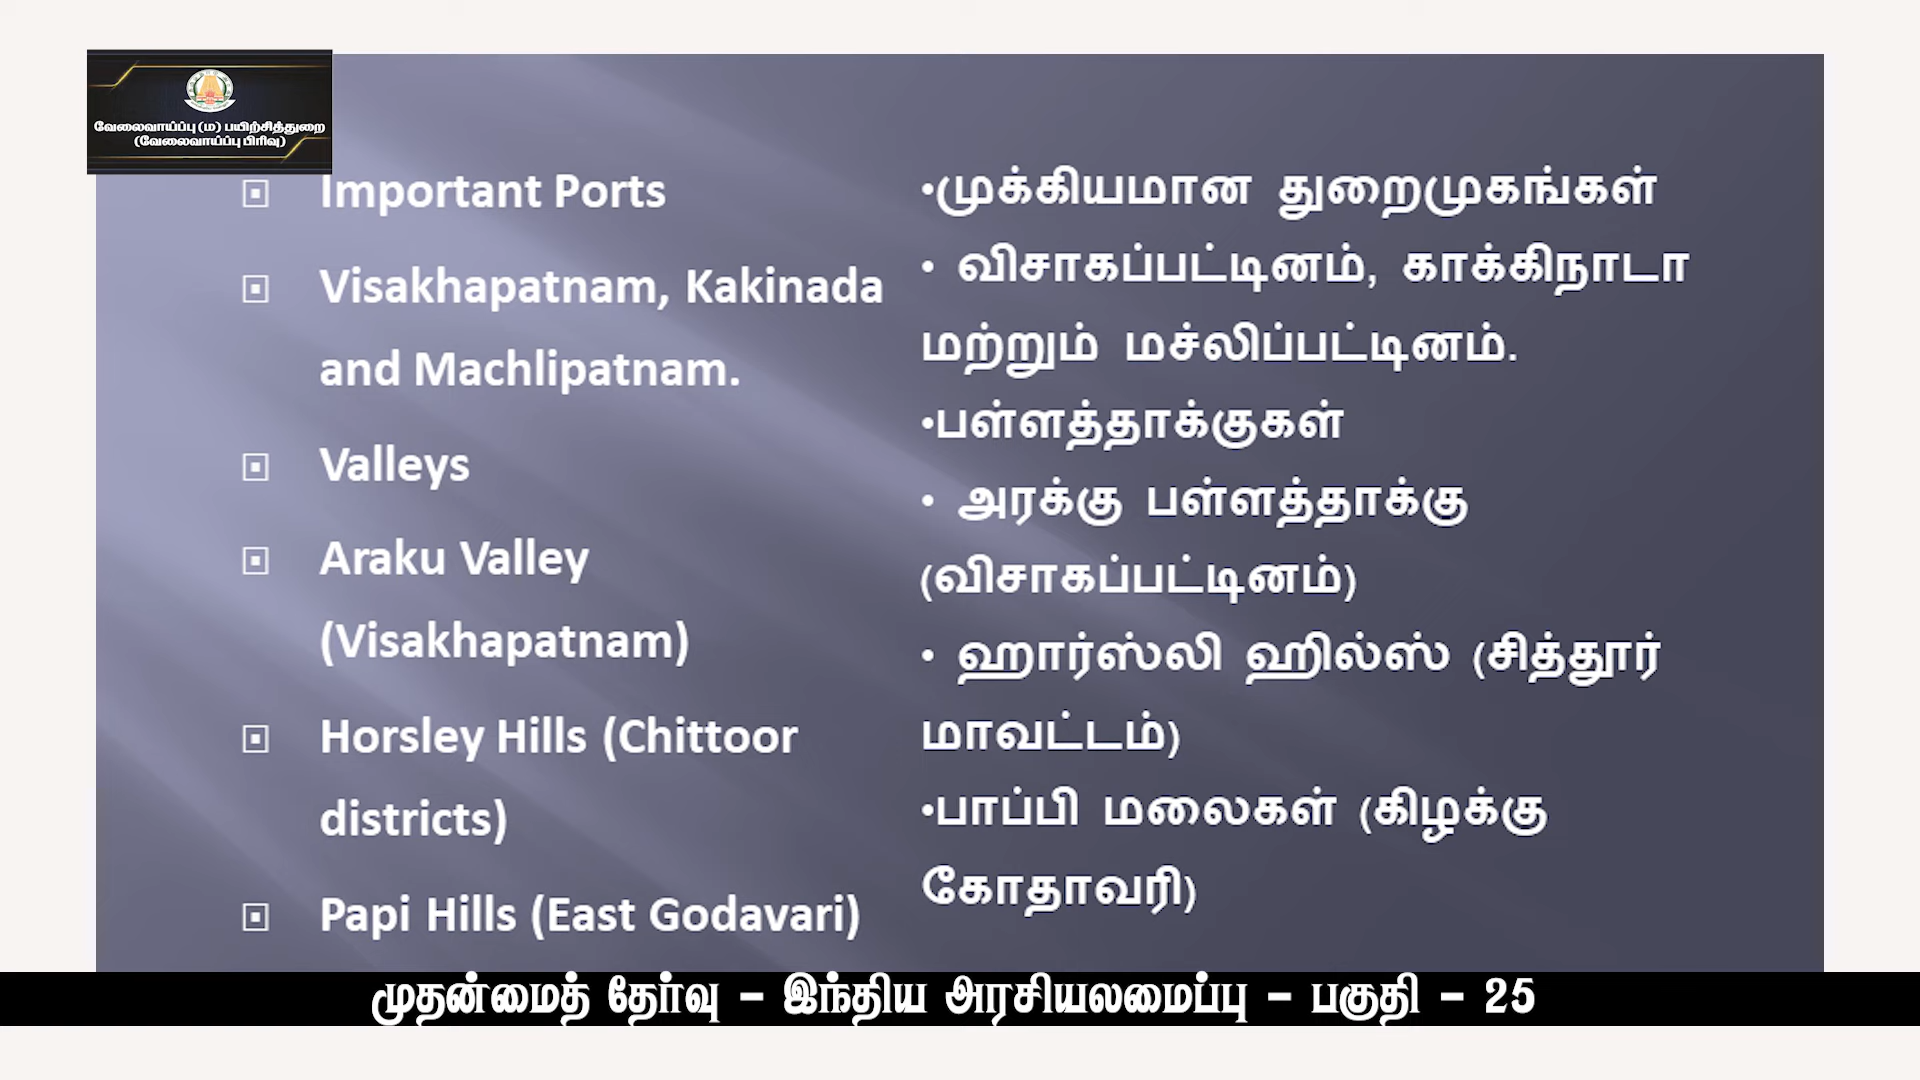 வேலைவாய்ப்பு (ம) பயிற்சித்துறை
(வேலைவாய்ப்பு பிரிவு)
Important Ports
Visakhapatnam, Kakinada
and Machlipatnam.
Valleys
Araku Valley
(Visakhapatnam)
Horsley Hills (Chittoor
districts)
Papi Hills (East Godavari)
•முக்கியமான துறைமுகங்கள்
• விசாகப்பட்டினம், காக்கிநாடா
மற்றும் மச்லிப்பட்டினம்.
•பள்ளத்தாக்குகள்
• அரக்கு பள்ளத்தாக்கு
(விசாகப்பட்டினம்)
• ஹார்ஸ்லி ஹில்ஸ் (சித்தூர்
மாவட்டம்)
•பாப்பி மலைகள் (கிழக்கு
கோதாவரி)
முதன்மைத் தேர்வு – இந்திய அரசியலமைப்பு – பகுதி – 25